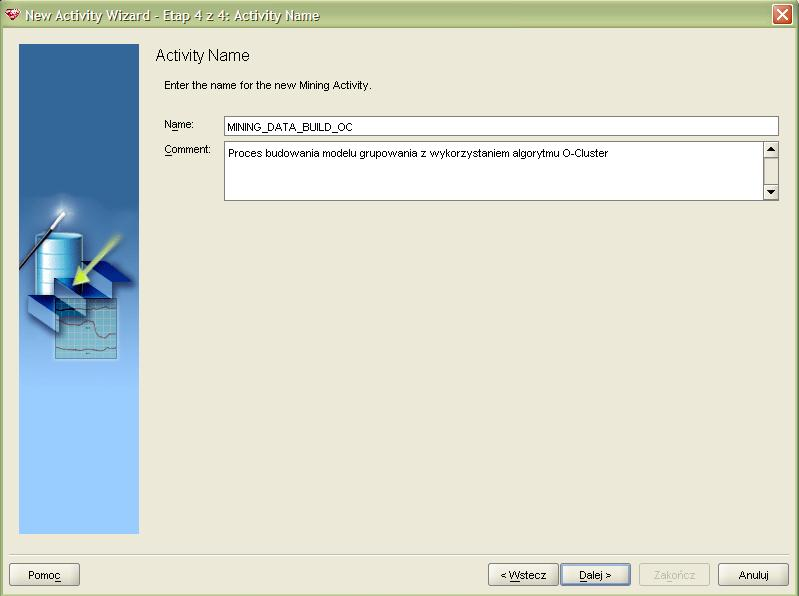 New Activity Wizard - Etap 4 z 4: Activity Name
Activity Name
Enter the name for the new Mining Activity.
Name: MINING_DATA_BUILD_OC
Comment: Proces budowania modelu grupowania z wykorzystaniem algorytmu O-Cluster
Pomoc < Wstecz Dalej > Zakończ Anuluj